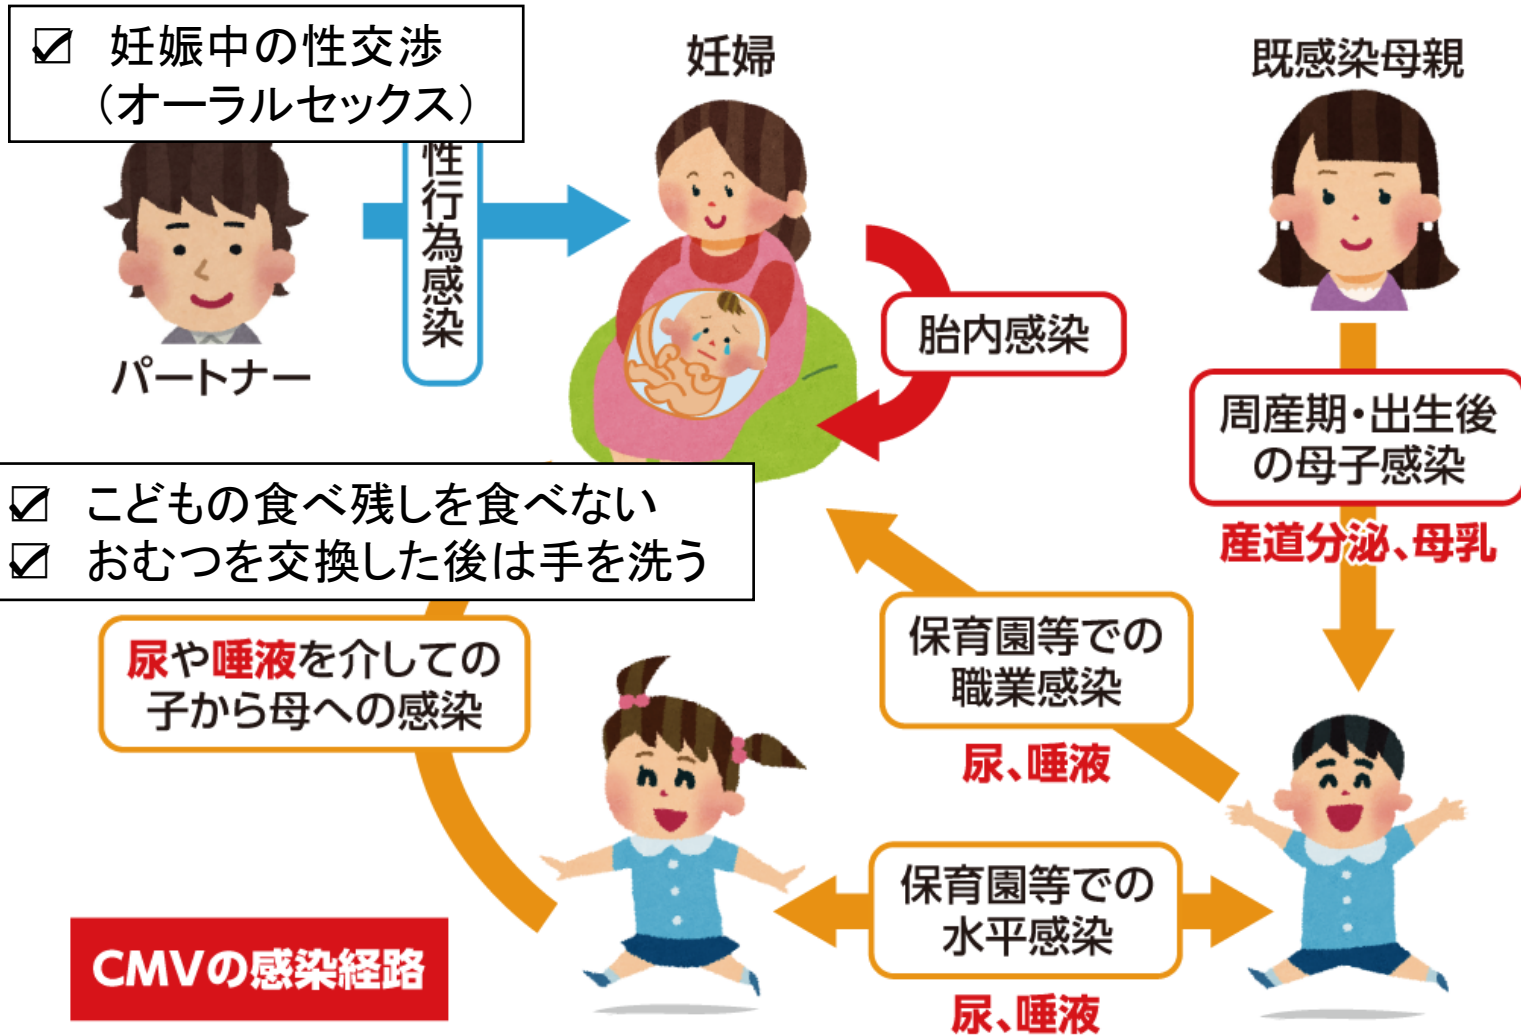 ☑ 妊娠中の性交渉
（オーラルセックス）
妊婦
既感染母親
性行為感染
パートナー
胎内感染
周産期・出生後
の母子感染
産道分泌、母乳
☑ こどもの食べ残しを食べない
☑ おむつを交換した後は手を洗う
尿や唾液を介しての
子から母への感染
保育園等での
職業感染
尿、唾液
保育園等での
水平感染
尿、唾液
CMVの感染経路